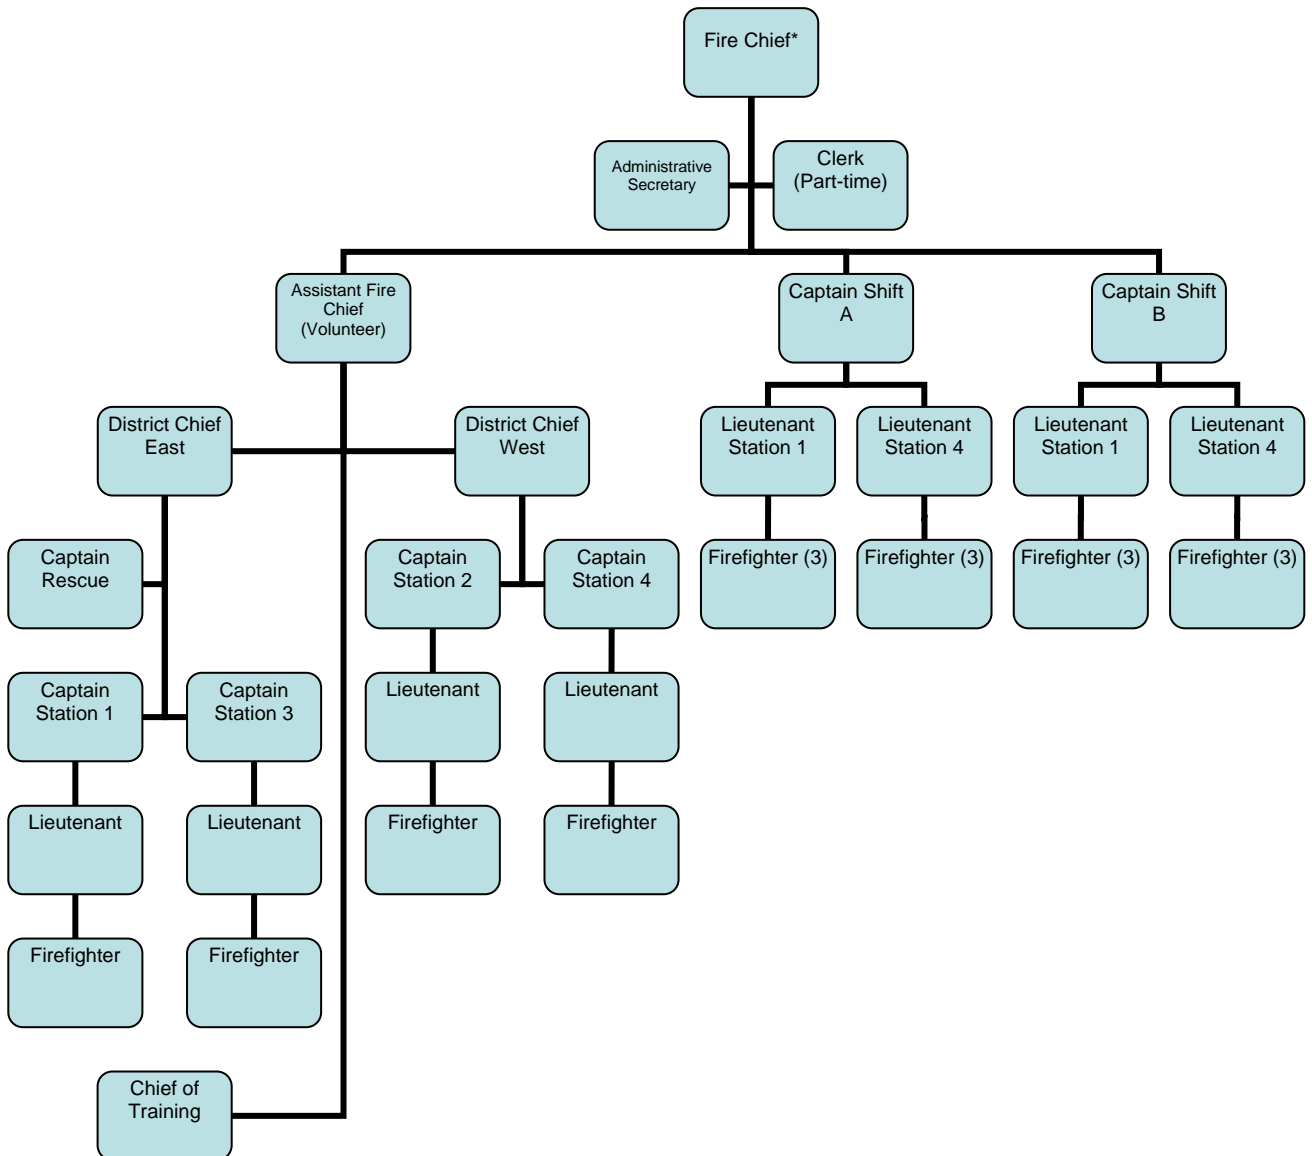 Fire Chief*
Administrative
Secretary
Clerk
(Part-time)
Assistant Fire
Chief
(Volunteer)
Captain Shift
A
Captain Shift
B
District Chief
East
District Chief
West
Lieutenant
Station 1
Lieutenant
Station 4
Lieutenant
Station 1
Lieutenant
Station 4
Captain
Rescue
Captain
Station 2
Captain
Station 4
Firefighter (3)
Firefighter (3)
Firefighter (3)
Firefighter (3)
Captain
Station 1
Captain
Station 3
Lieutenant
Lieutenant
Lieutenant
Lieutenant
Firefighter
Firefighter
Firefighter
Firefighter
Chief of
Training